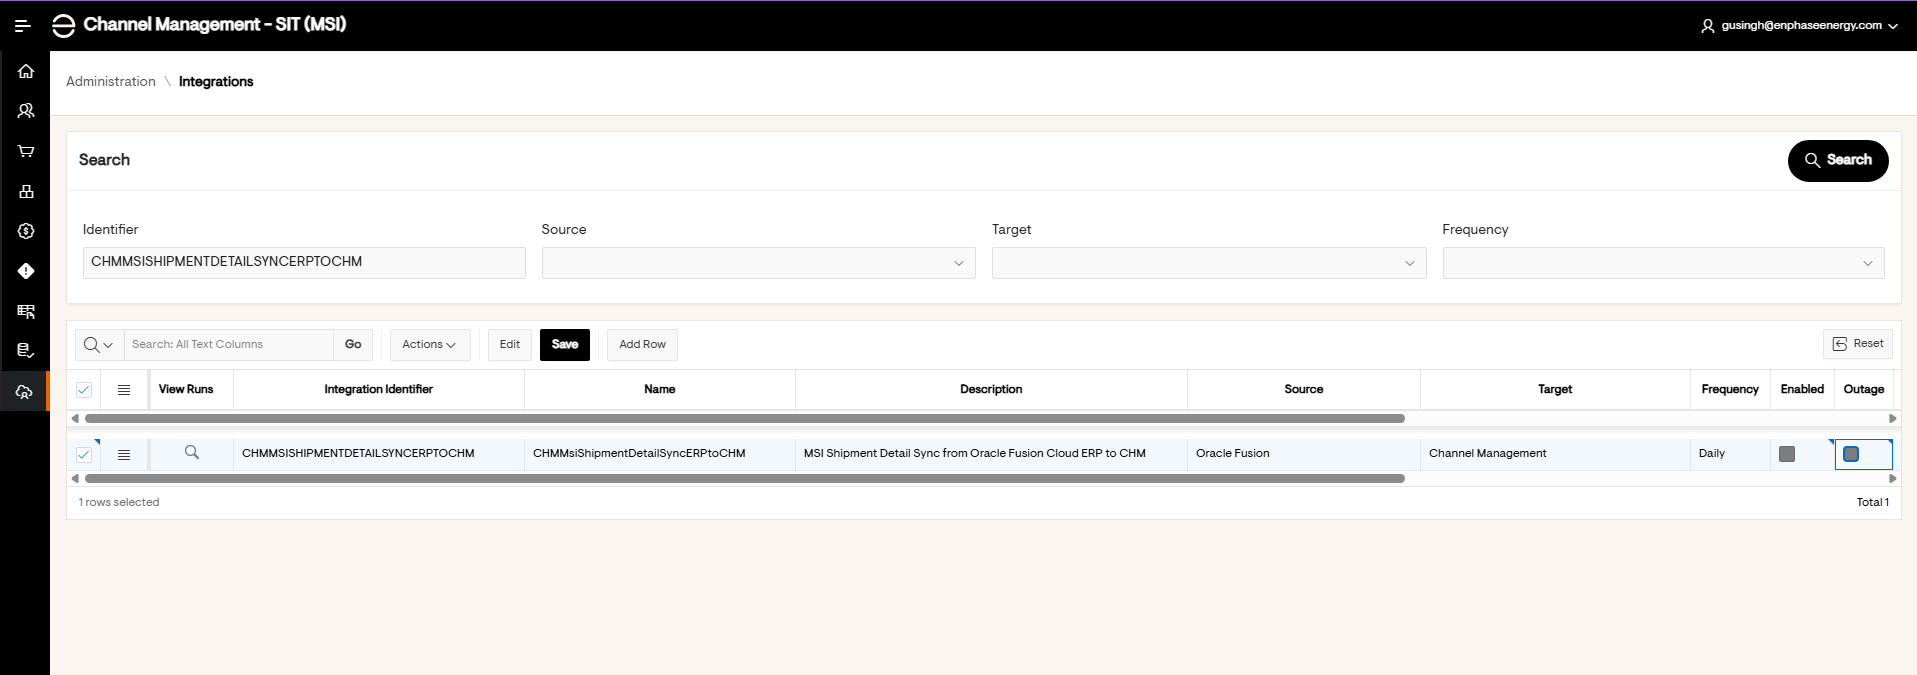 Channel Management - SIT (MSI)
gusingh@enphaseenergy.com
Administration \ Integrations
Search
Search
Identifier
Source
Target
Frequency
CHMMSISHIPMENTDETAILSYNCERPTOCHM
Search: All Text Columns
Go
Actions
Edit
Save
Add Row
Reset
View Runs
Integration Identifier
Name
Description
Source
Target
Frequency
Enabled
Outage
CHMMSISHIPMENTDETAILSYNCERPTOCHM
CHMMsiShipmentDetailSyncERPtoCHM
MSI Shipment Detail Sync from Oracle Fusion Cloud ERP to CHM
Oracle Fusion
Channel Management
Daily
1 rows selected
Total 1